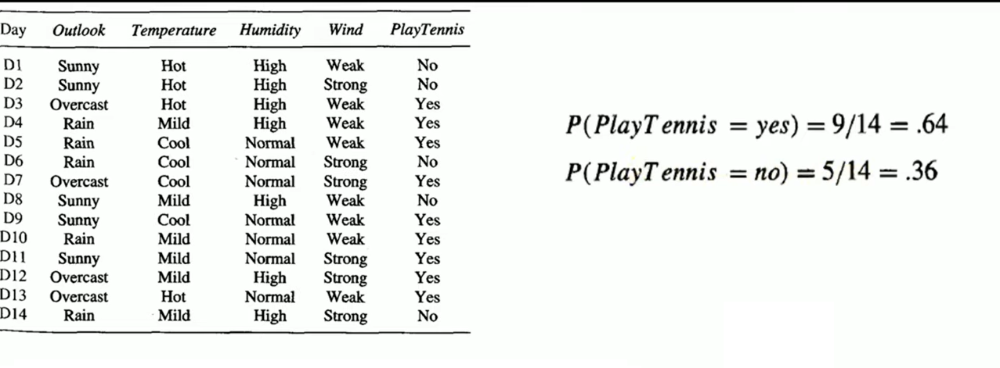 Day Outlook Temperature Humidity Wind PlayTennis
D1 Sunny Hot High Weak No
D2 Sunny Hot High Strong No
D3 Overcast Hot High Weak Yes
D4 Rain Mild High Weak Yes
D5 Rain Cool Normal Weak Yes
D6 Rain Cool Normal Strong No
D7 Overcast Cool Normal Strong Yes
D8 Sunny Mild High Weak No
D9 Sunny Cool Normal Weak Yes
D10 Rain Mild Normal Weak Yes
D11 Sunny Mild Normal Strong Yes
D12 Overcast Mild High Strong Yes
D13 Overcast Hot Normal Weak Yes
D14 Rain Mild High Strong No
P(PlayTennis = yes) = 9/14 = .64
P(PlayTennis = no) = 5/14 = .36